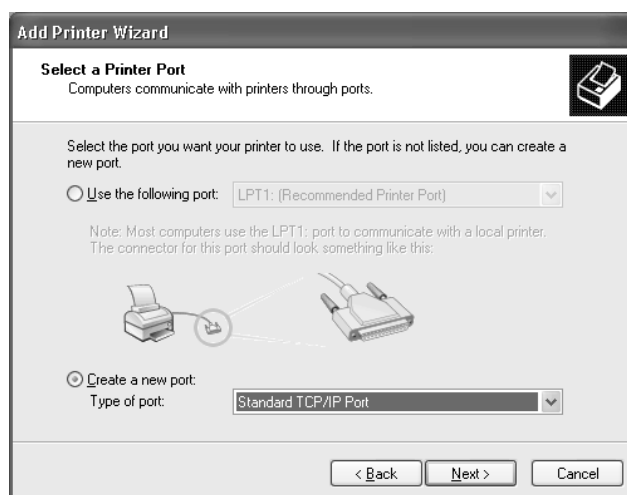 Add Printer Wizard
Select a Printer Port
Computers communicate with printers through ports.
Select the port you want your printer to use. If the port is not listed, you can create a
new port.
Use the following port: LPT1: (Recommended Printer Port)
Note: Most computers use the LPT1: port to communicate with a local printer.
The connector for this port should look something like this:
Create a new port:
Type of port: Standard TCP/IP Port
< Back Next > Cancel